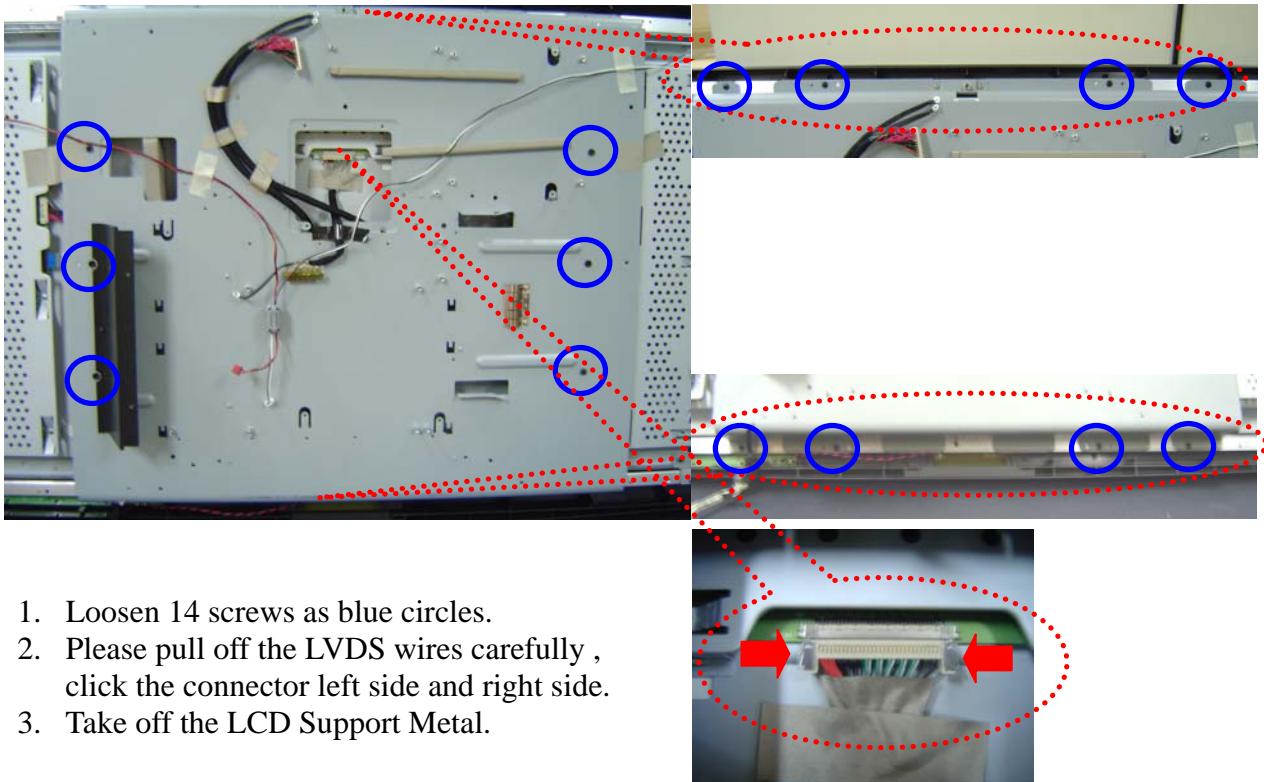 1. Loosen 14 screws as blue circles.
2. Please pull off the LVDS wires carefully ,
click the connector left side and right side.
3. Take off the LCD Support Metal.